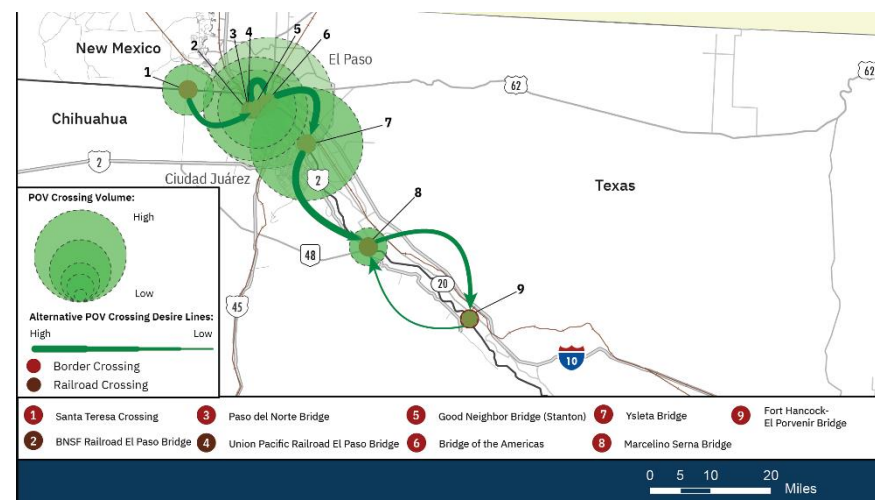 New Mexico
2
3
4
5
6
El Paso
1
62
62
Chihuahua
7
2
Ciudad Juárez
2
Texas
POV Crossing Volume:
High
Low
8
48
20
9
45
10
Alternative POV Crossing Desire Lines:
High
Low
Border Crossing
Railroad Crossing
1 Santa Teresa Crossing
3 Paso del Norte Bridge
5 Good Neighbor Bridge (Stanton)
7 Ysleta Bridge
9 Fort Hancock-
El Porvenir Bridge
2 BNSF Railroad El Paso Bridge
4 Union Pacific Railroad El Paso Bridge
6 Bridge of the Americas
8 Marcelino Serna Bridge
0 5 10 20
Miles